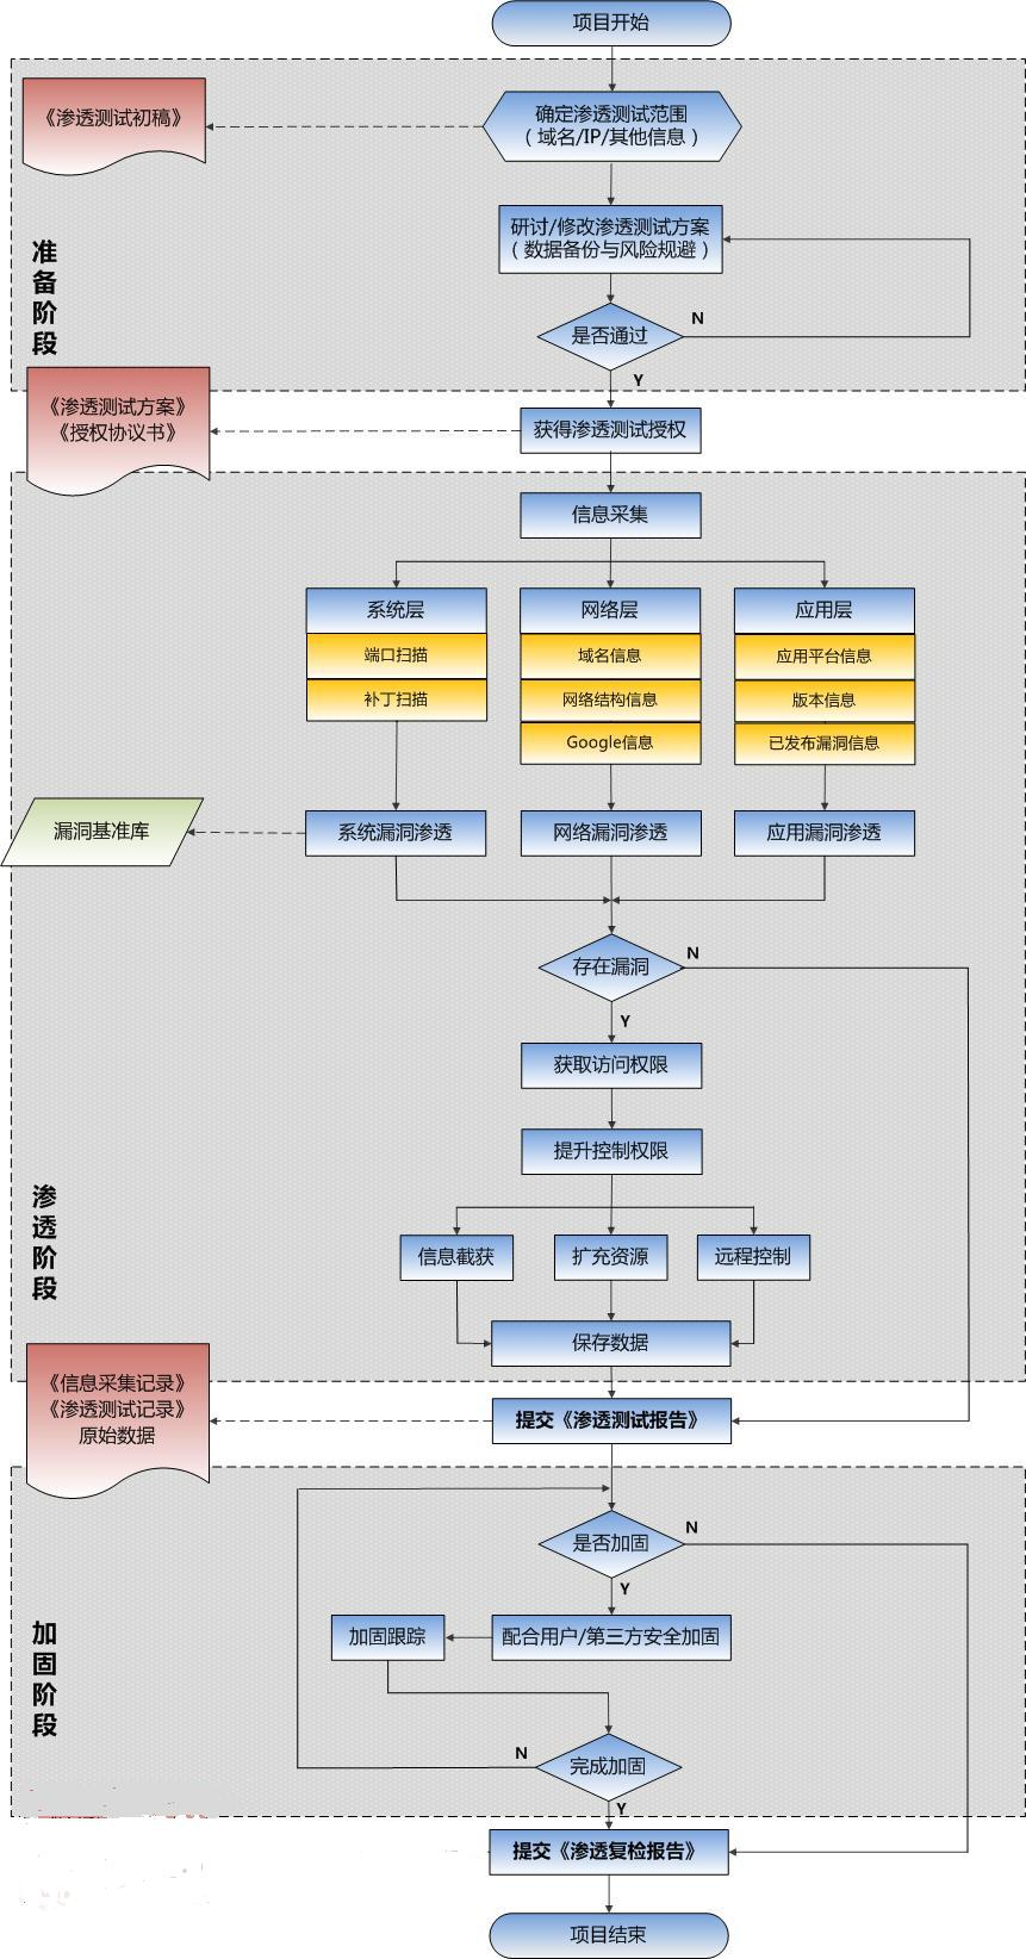 项目开始
《渗透测试初稿》
确定渗透测试范围
（域名/IP/其他信息）
研讨/修改渗透测试方案
（数据备份与风险规避）
准备阶段
是否通过
N
Y
《渗透测试方案》
《授权协议书》
获得渗透测试授权
信息采集
系统层
网络层
应用层
端口扫描
域名信息
应用平台信息
补丁扫描
网络结构信息
版本信息
Google信息
已发布漏洞信息
漏洞基准库
系统漏洞渗透
网络漏洞渗透
应用漏洞渗透
存在漏洞
N
Y
获取访问权限
提升控制权限
渗透阶段
信息截获
扩充资源
远程控制
保存数据
《信息采集记录》
《渗透测试记录》
原始数据
提交《渗透测试报告》
是否加固
N
Y
加固阶段
加固跟踪
配合用户/第三方安全加固
完成加固
N
Y
提交《渗透复检报告》
项目结束